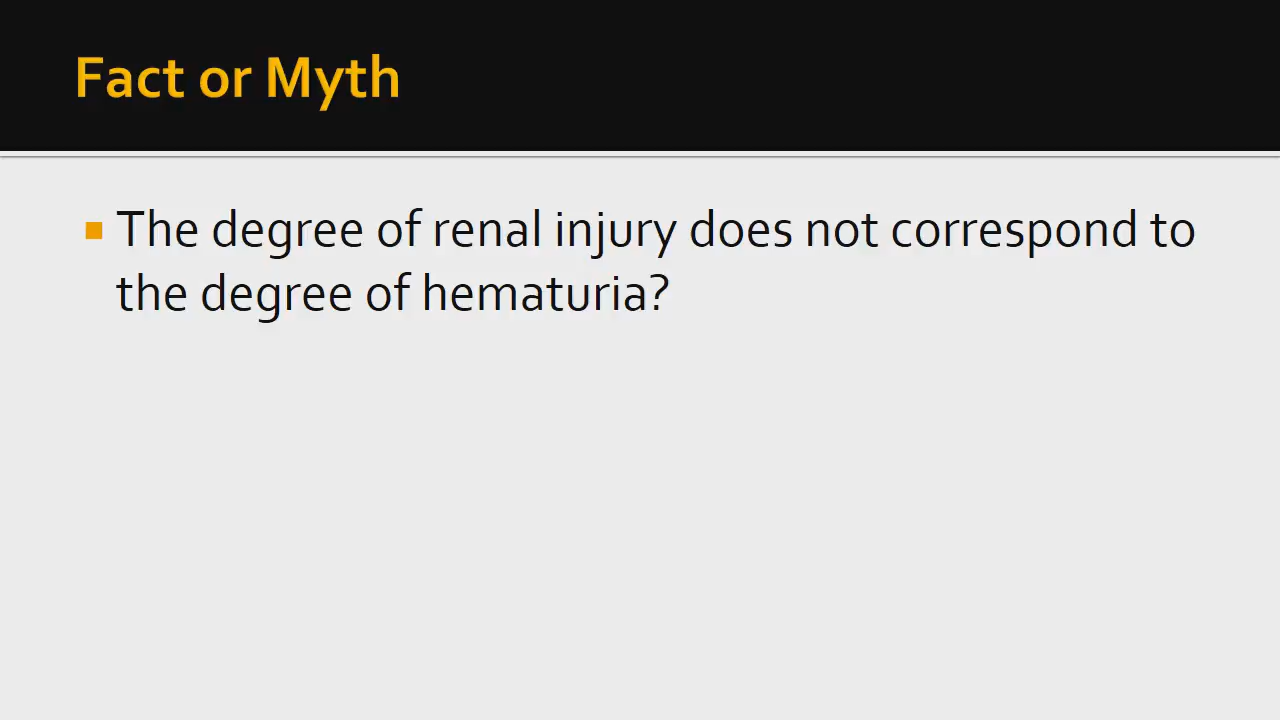 Fact or Myth
The degree of renal injury does not correspond to
the degree of hematuria?